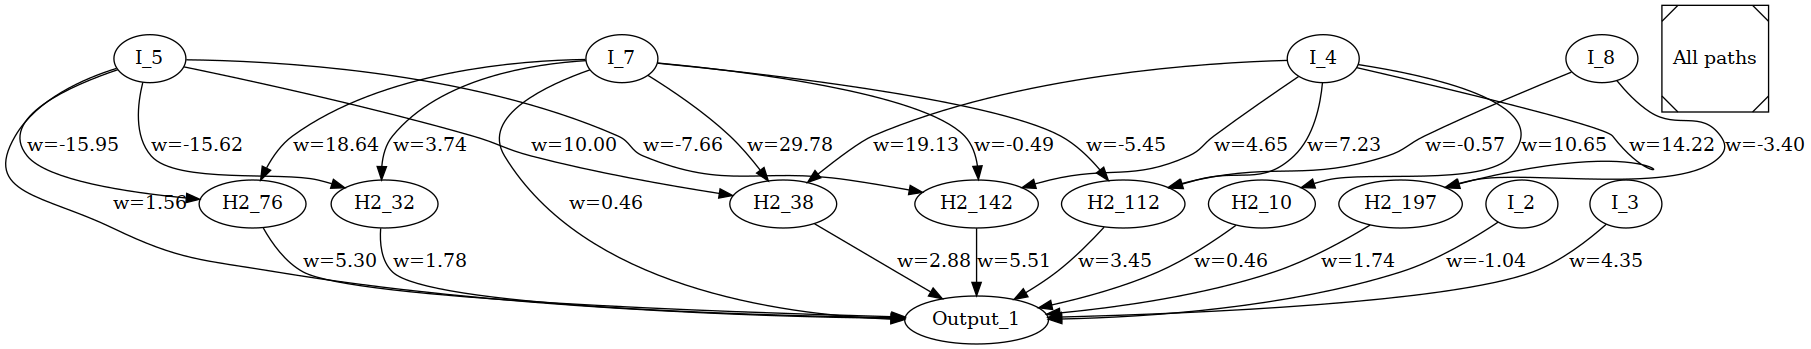 I_5
I_7
I_4
I_8
All paths
w=-15.95
w=-15.62
w=18.64
w=3.74
w=10.00
w=-7.66
w=29.78
w=19.13
w=-0.49
w=-5.45
w=4.65
w=7.23
w=-0.57
w=10.65
w=14.22
w=-3.40
w=1.56
H2_76
H2_32
w=0.46
H2_38
H2_142
H2_112
H2_10
H2_197
I_2
I_3
w=5.30
w=1.78
w=2.88
w=5.51
w=3.45
w=0.46
w=1.74
w=-1.04
w=4.35
Output_1